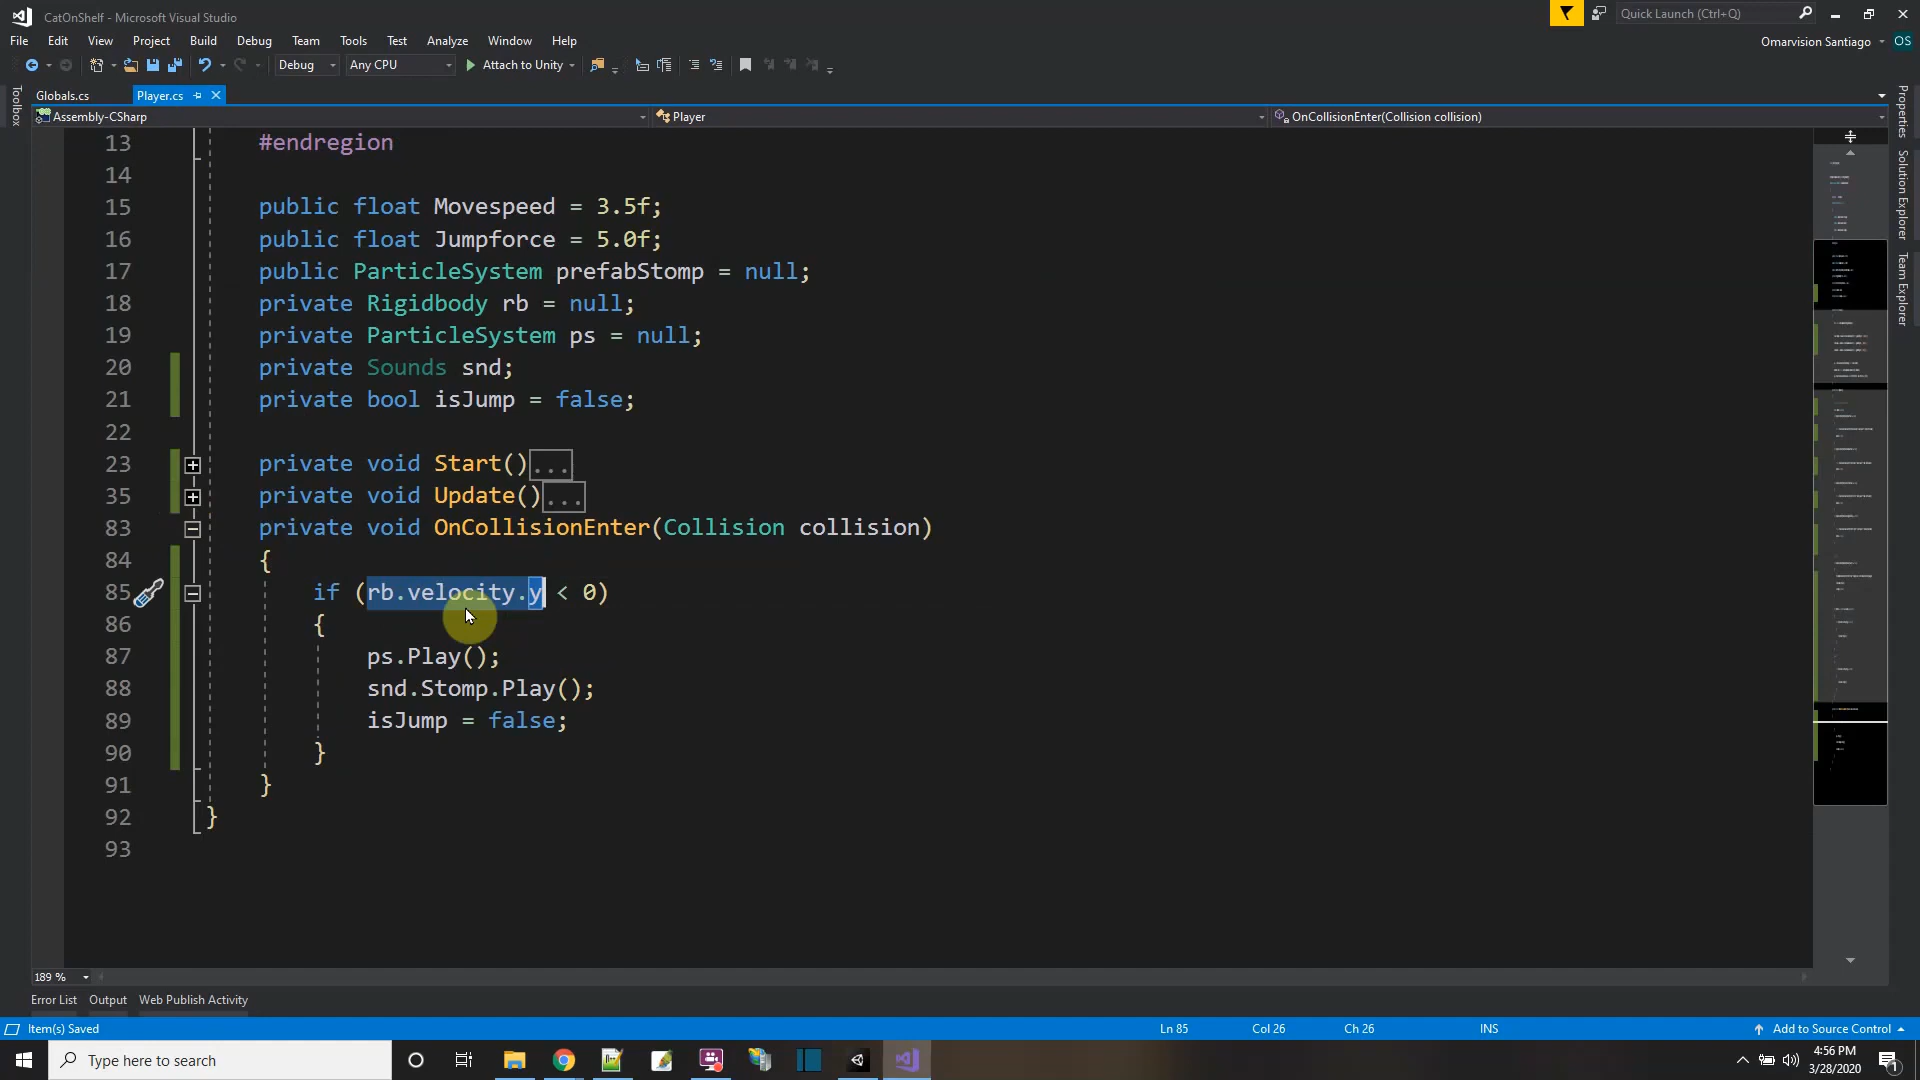 CatOnShelf - Microsoft Visual Studio
Quick Launch (Ctrl+Q)
File Edit View Project Build Debug Team Tools Test Analyze Window Help
Omarvision Santiago OS
Debug Any CPU Attach to Unity
Globals.cs Player.cs
Assembly-CSharp Player OnCollisionEnter(Collision collision)
Toolbox
Properties
Solution Explorer
Team Explorer
13 #endregion
14
15 public float Movespeed = 3.5f;
16 public float Jumpforce = 5.0f;
17 public ParticleSystem prefabStomp = null;
18 private Rigidbody rb = null;
19 private ParticleSystem ps = null;
20 private Sounds snd;
21 private bool isJump = false;
22
23 private void Start()...
35 private void Update()...
83 private void OnCollisionEnter(Collision collision)
84 {
85 if (rb.velocity.y < 0)
86 {
87 ps.Play();
88 snd.Stomp.Play();
89 isJump = false;
90 }
91 }
92 }
93
189 %
Error List Output Web Publish Activity
Item(s) Saved Ln 85 Col 26 Ch 26 INS Add to Source Control
Type here to search
4:56 PM
3/28/2020
1